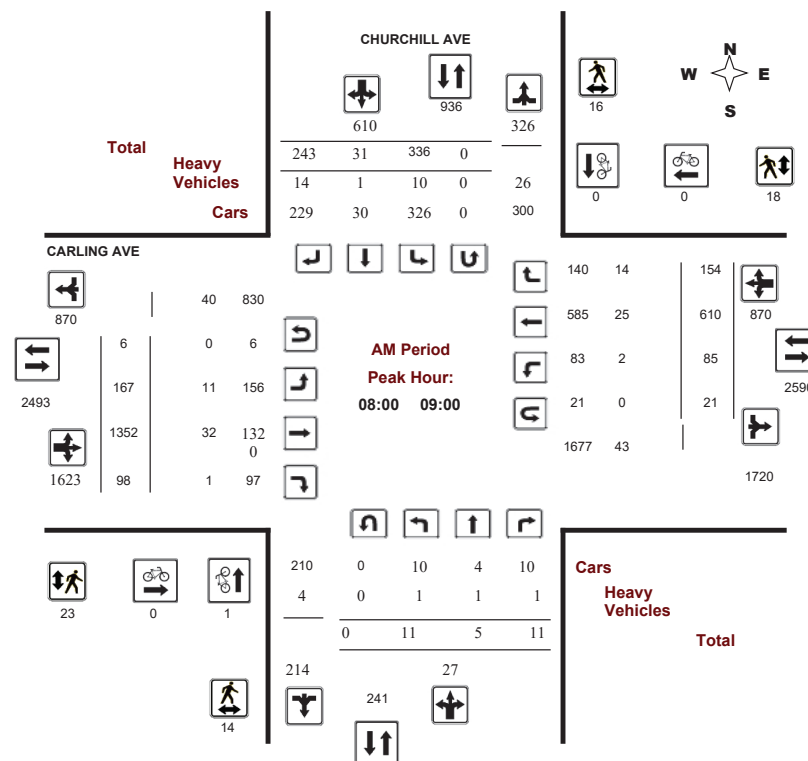 CHURCHILL AVE
N
W E
S
936
16
610 326
Total 243 31 336 0
Heavy
Vehicles 14 1 10 0 26
0 0 18
Cars 229 30 326 0 300
CARLING AVE
140 14 154
870 40 830
585 25 610 870
6 0 6
AM Period
83 2 85
Peak Hour:
167 11 156
2493 08:00 09:00 21 0 21
1352 32 132
0
1677 43
1623 98 1 97 1720
210 0 10 4 10 Cars
4 0 1 1 1 Heavy
Vehicles
23 0 1
0 11 5 11 Total
214 27
241
14